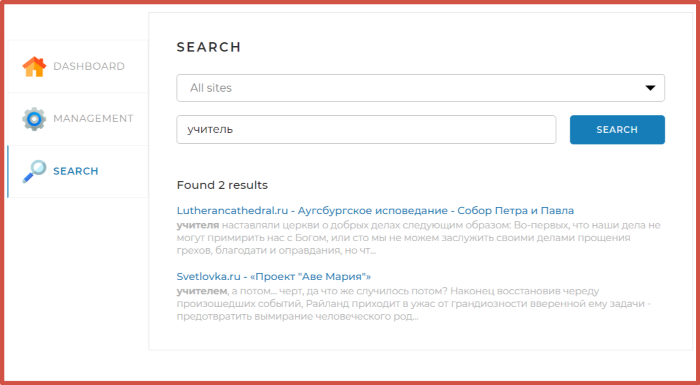 SEARCH
DASHBOARD
MANAGEMENT
SEARCH
All sites
учитель
SEARCH
Found 2 results
Lutherancathedral.ru - Аугсбургское исповедание - Собор Петра и Павла
учителя наставляли церкви о добрых делах следующим образом: Во-первых, что наши дела не
могут примирить нас с Богом, или сто мы не можем заслужить своими делами прощения
грехов, благодати и оправдания, но чт...
Svetlovka.ru - «Проект "Аве Мария"»
учителем, а потом... черт, да что же случилось потом? Наконец восстановив череду
произошедших событий, Райланд приходит в ужас от грандиозности вверенной ему задачи -
предотвратить вымирание человеческого род...